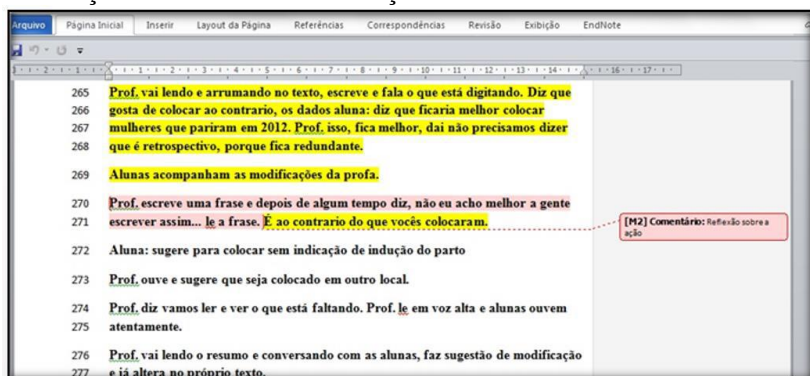 Arquivo Página Inicial Inserir Layout da Página Referências Correspondências Revisão Exibição EndNote
265 Prof. vai lendo e arrumando no texto, escreve e fala o que está digitando. Diz que
266 gosta de colocar ao contrario, os dados aluna: diz que ficaria melhor colocar
267 mulheres que pariram em 2012. Prof. isso, fica melhor, dai não precisamos dizer
268 que é retrospectivo, porque fica redundante.
269 Alunas acompanham as modificações da profa.
270 Prof. escreve uma frase e depois de algum tempo diz, não eu acho melhor a gente
271 escrever assim... le a frase. É ao contrario do que vocês colocaram.
[M2] Comentário: Reflexão sobre a
ação
272 Aluna: sugere para colocar sem indicação de indução do parto
273 Prof. ouve e sugere que seja colocado em outro local.
274 Prof. diz vamos ler e ver o que está faltando. Prof. le em voz alta e alunas ouvem
275 atentamente.
276 Prof. vai lendo o resumo e conversando com as alunas, faz sugestão de modificação
277 e já altera no próprio texto.